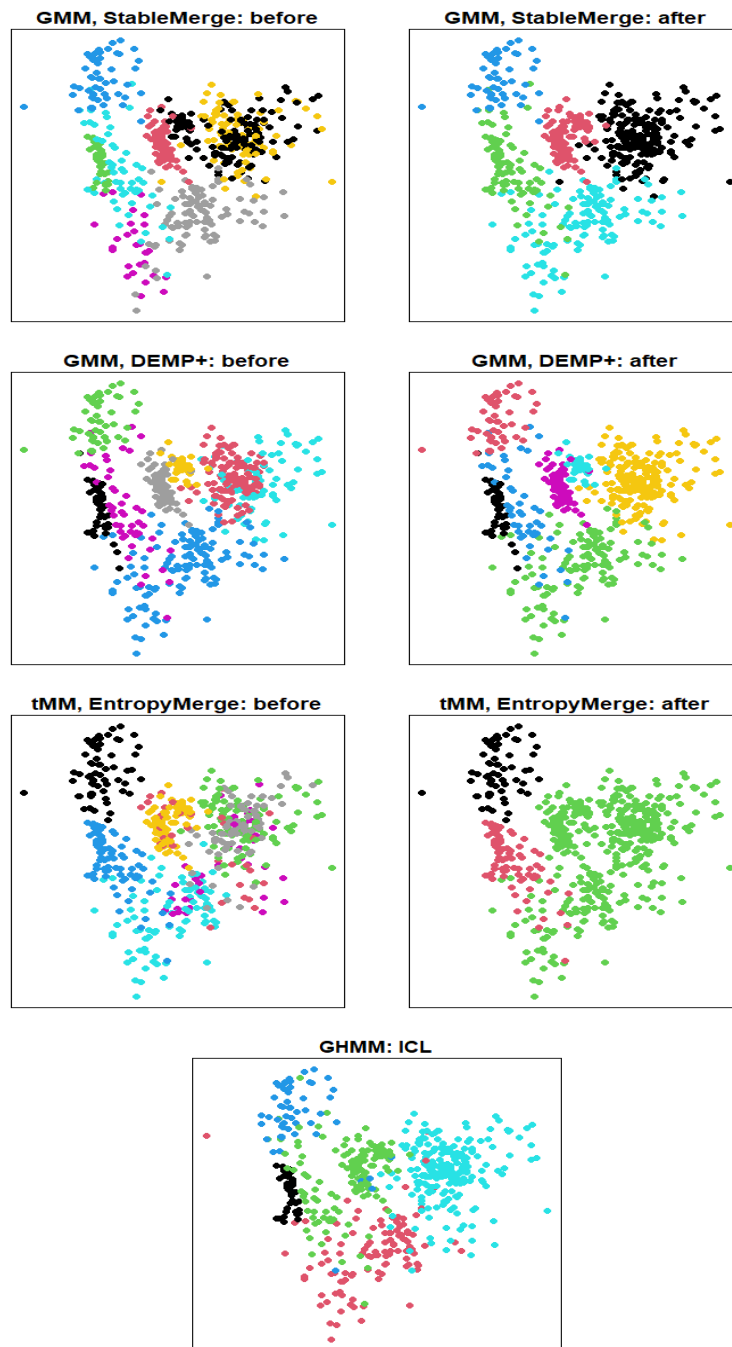 GMM, StableMerge: before
GMM, StableMerge: after
GMM, DEMP+: before
GMM, DEMP+: after
tMM, EntropyMerge: before
tMM, EntropyMerge: after
GHMM: ICL